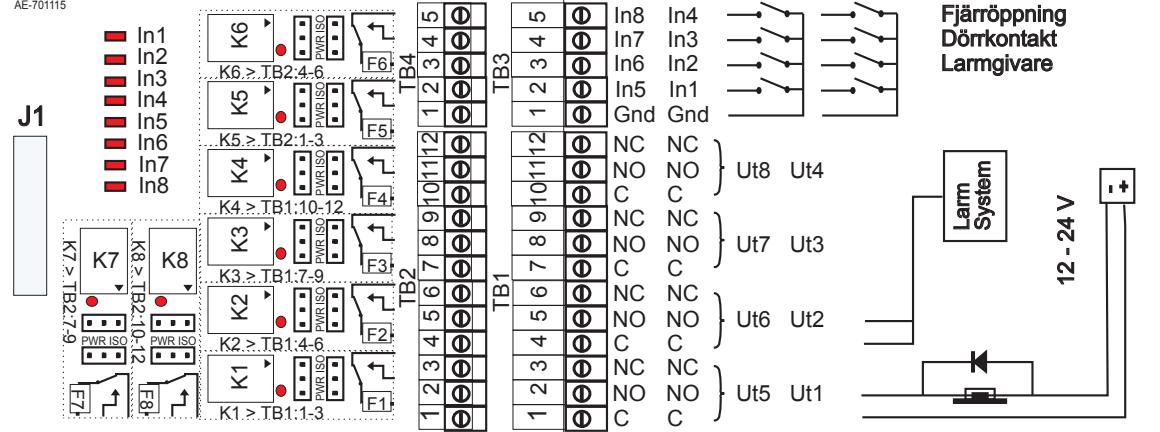 AE-701115
J1
In1
In2
In3
In4
In5
In6
In7
In8
K6
PWR ISO
F6
K6 > TB2:4-6
K5
PWR ISO
F5
K5 > TB2:1-3
K4
PWR ISO
F4
K4 > TB1:10-12
K3
PWR ISO
F3
K3 > TB1:7-9
K2
PWR ISO
F2
K2 > TB1:4-6
K1
PWR ISO
F1
K1 > TB1:1-3
K7 > TB2:7-9
K7
PWR ISO
F7
K8 > TB2:10-12
K8
PWR ISO
F8
TB4
5
4
3
2
1
TB2
12
11
10
9
8
7
6
5
4
3
2
1
TB3
5
4
3
2
1
TB1
12
11
10
9
8
7
6
5
4
3
2
1
In8 In4
In7 In3
In6 In2
In5 In1
Gnd Gnd
NC NC
NO NO Ut8 Ut4
C C
NC NC
NO NO Ut7 Ut3
C C
NC NC
NO NO Ut6 Ut2
C C
NC NC
NO NO Ut5 Ut1
C C
Fjärröppning
Dörrkontakt
Larmgivare
Larm
System
12 - 24 V
- +